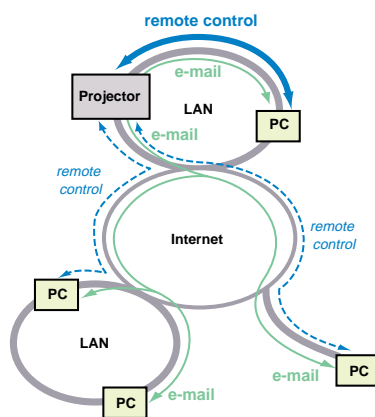 remote control
e-mail
Projector
LAN
PC
e-mail
remote
control
remote
control
Internet
PC
LAN
PC
e-mail
e-mail
PC